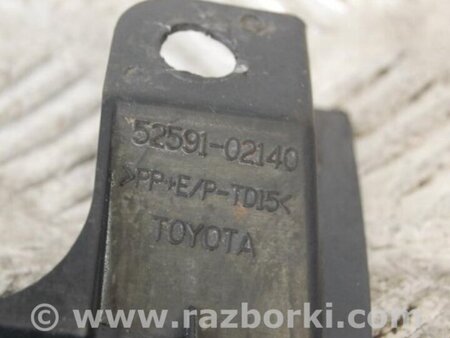 52591-02140
>PP+E/P-TD15<
TOYOTA
www.razborki.com